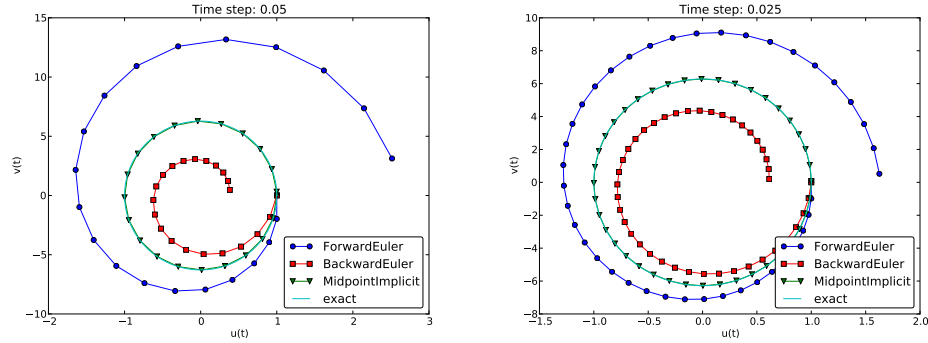 Time step: 0.05
15
10
5
0
−5
−10
v(t)
−2
−1
0
1
2
3
u(t)
ForwardEuler
BackwardEuler
MidpointImplicit
exact
Time step: 0.025
10
8
6
4
2
0
−2
−4
−6
−8
v(t)
−1.5
−1.0
−0.5
0.0
0.5
1.0
1.5
2.0
u(t)
ForwardEuler
BackwardEuler
MidpointImplicit
exact